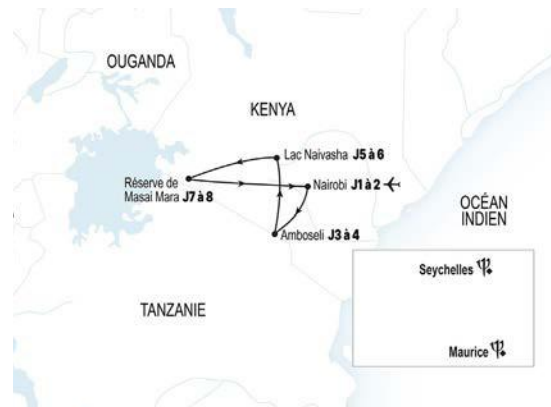 OUGANDA
KENYA
Lac Naivasha J5 à 6
Réserve de
Masai Mara J7 à 8
Nairobi J1 à 2
Amboseli J3 à 4
OCÉAN
INDIEN
TANZANIE
Seychelles
Maurice